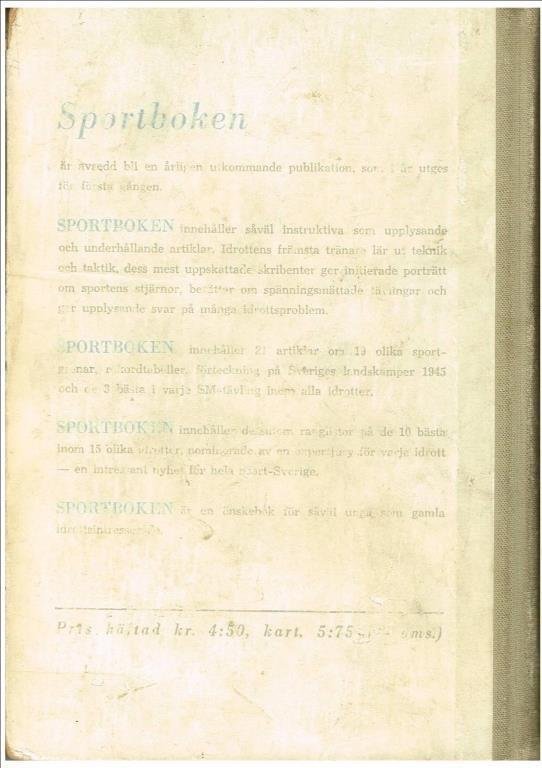 Sportboken
är avsedd bli en årligen utkommande publikation, som i år utges
för första gången.
SPORTBOKEN innehåller såväl instruktiva som upplysande
och underhållande artiklar. Idrottens främsta tränare lär ut teknik
och taktik, dess mest uppskattade skribenter ger initierade porträtt
om sportens stjärnor, berättar om spänningsmättade tävlingar och
ger upplysande svar på många idrottsproblem.
SPORTBOKEN innehåller 21 artiklar om 19 olika sport-
grenar, rekordtabeller, förteckning på Sveriges landskamper 1945
och de 3 bästa i varje SM-tävling inom alla idrotter.
SPORTBOKEN innehåller dessutom ranglistor på de 10 bästa
inom 15 olika idrotter, nominerade av en expertjury för varje idrott
— en intressant nyhet för hela sport-Sverige.
SPORTBOKEN är en önskebok för såväl unga som gamla
idrottsintresserade.
Pris häftad kr. 4:50, kart. 5:75 oms.)